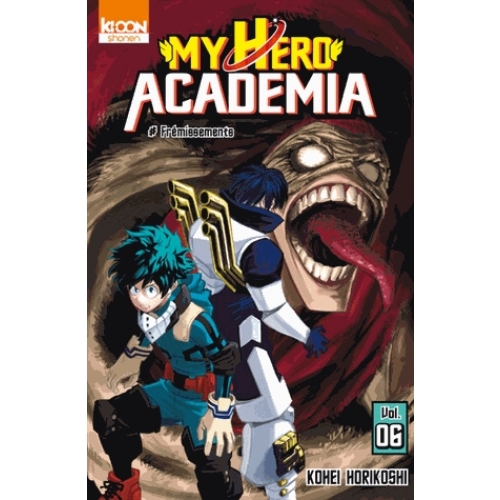 KI-OON
shonen
MY HERO
ACADEMIA
# Frémissements
Vol.
06
KOHEI HORIKOSHI